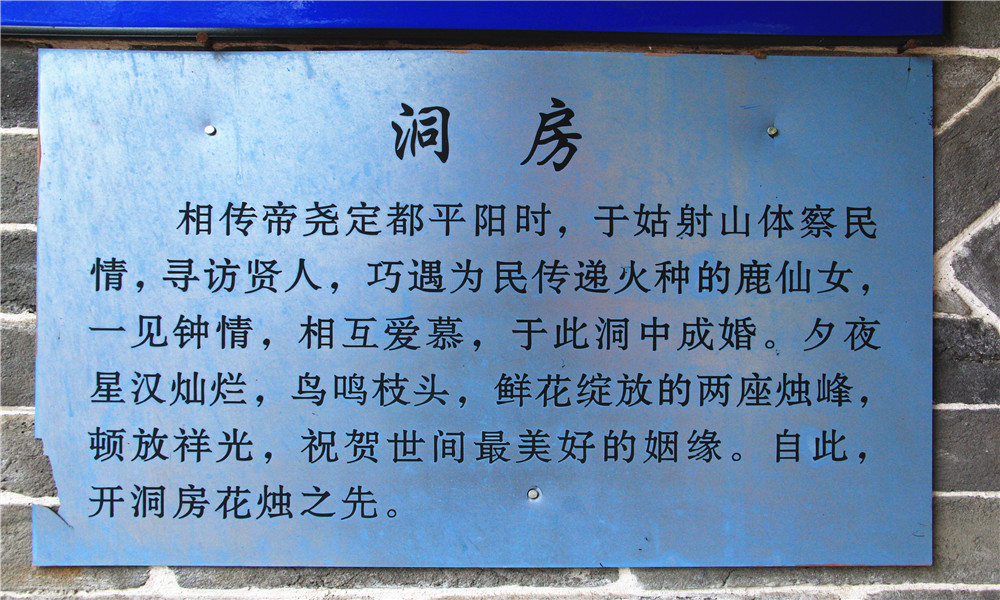 洞 房
相传帝尧定都平阳时，于姑射山体察民
情，寻访贤人，巧遇为民传递火种的鹿仙女，
一见钟情，相互爱慕，于此洞中成婚。夕夜
星汉灿烂，鸟鸣枝头，鲜花绽放的两座烛峰，
顿放祥光，祝贺世间最美好的姻缘。自此，
开洞房花烛之先。